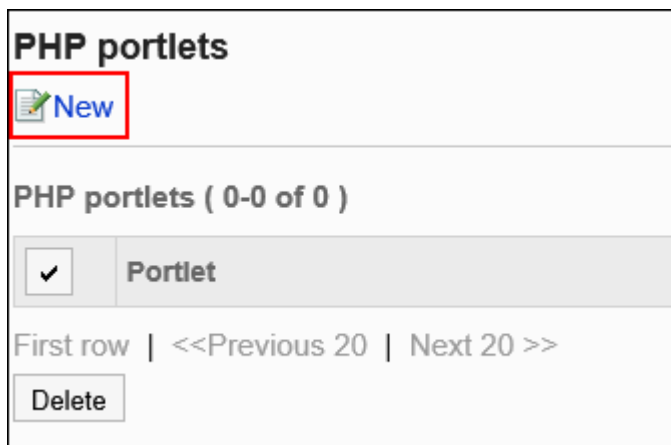 PHP portlets
New
PHP portlets ( 0-0 of 0 )
Portlet
First row | <<Previous 20 | Next 20 >>
Delete